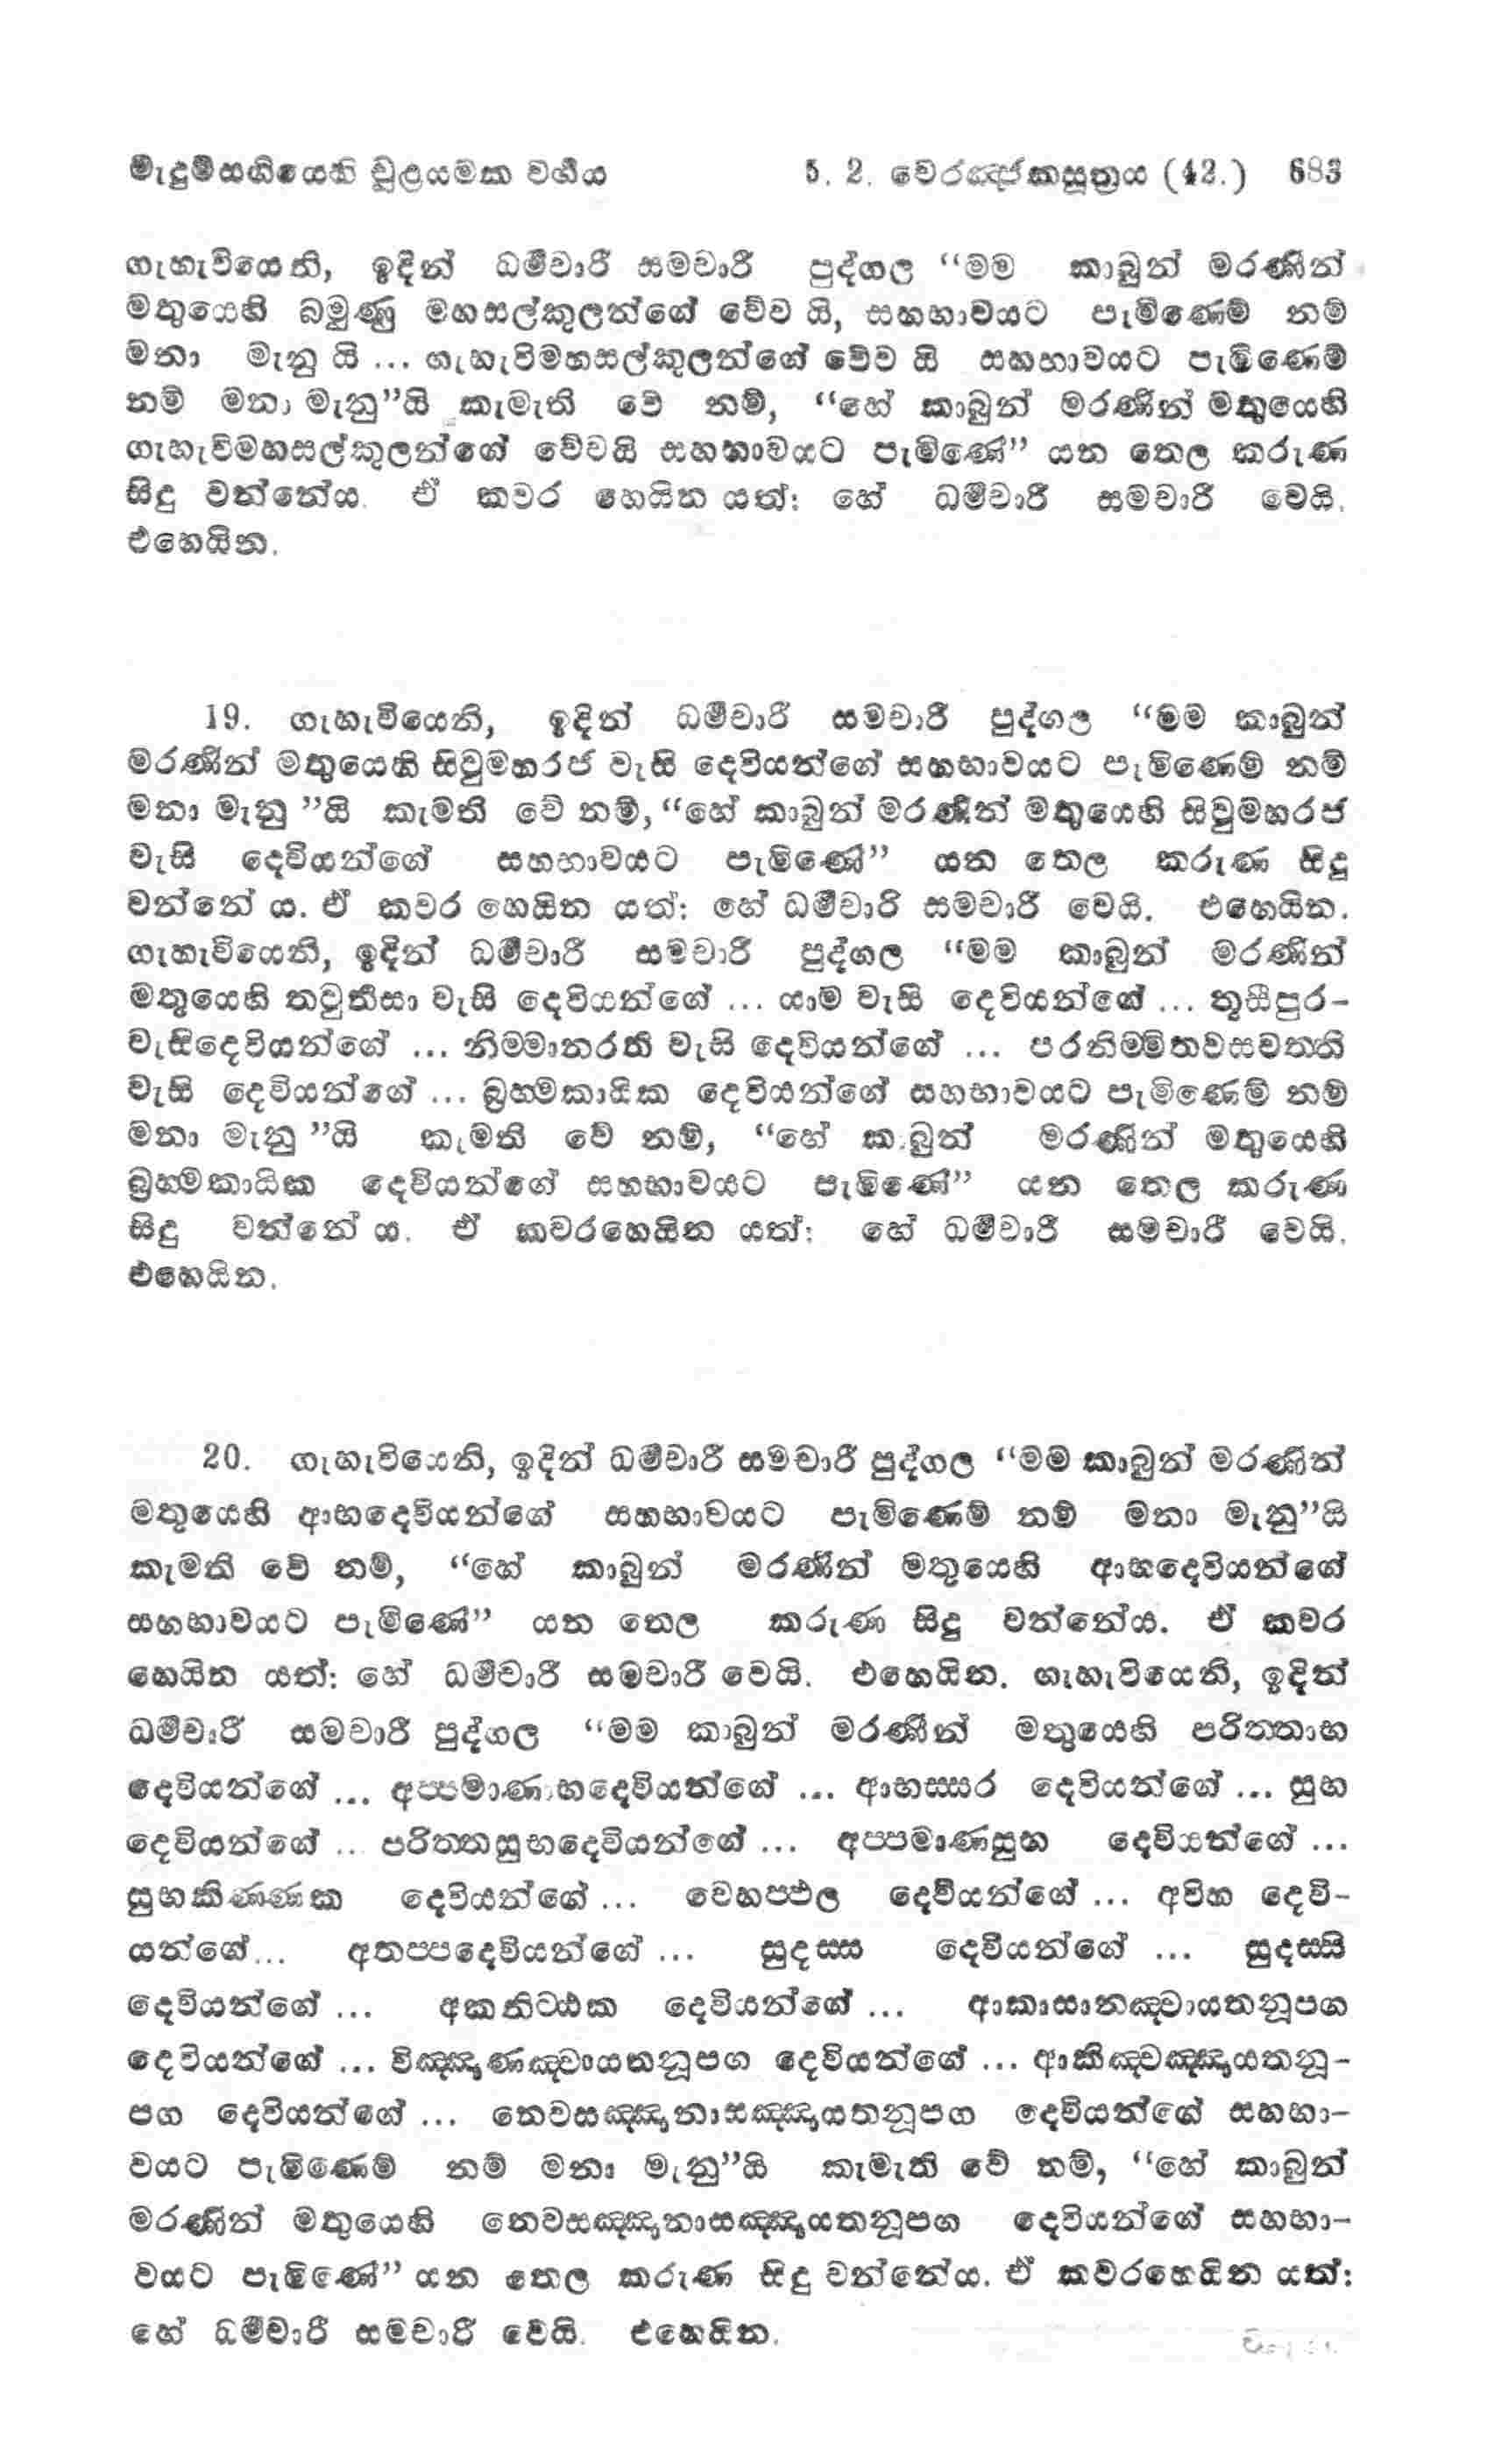 මැදුම්සඟියෙහි චූළයමක වර්‍ගය 5. 2. වේරඤ්ජකසූත්‍රය (42.) 683
ගැහැවියෙනි, ඉදින් ධර්‍මචාරී සමචාරී පුද්ගල “මම කාබුන් මරණින්
මතුයෙහි බමුණු මහසල්කුලන්ගේ වේව යි, සහභාවයට පැමිණෙම් නම්
මනා මැනු යි ... ගැහැවිමහසල්කුලන්ගේ වේව යි සහභාවයට පැමිණෙම්
නම් මනා මැනු”යි කැමැති වේ නම්, “හේ කාබුන් මරණින් මතුයෙහි
ගැහැවිමහසල්කුලන්ගේ වේවයි සහභාවයට පැමිණේ” යන තෙල කරුණ
සිදු වන්නේය. ඒ කවර හෙයින යත්: හේ ධර්‍මචාරී සමචාරී වෙයි.
එහෙයින.
19. ගැහැවියෙනි, ඉදින් ධර්‍මචාරී සමචාරී පුද්ගල “මම කාබුන්
මරණින් මතුයෙහි සිවුමහරජ වැසි දෙවියන්ගේ සහභාවයට පැමිණෙම් නම්
මනා මැනු ”යි කැමති වේ නම්, “හේ කාබුන් මරණින් මතුයෙහි සිවුමහරජ
වැසි දෙවියන්ගේ සහභාවයට පැමිණේ” යන තෙල කරුණ සිදු
වන්නේ ය. ඒ කවර හෙයින යත්: හේ ධර්‍මචාරී සමචාරී වෙයි. එහෙයින.
ගැහැවියෙනි, ඉදින් ධර්‍මචාරී සමචාරී පුද්ගල “මම කාබුන් මරණින්
මතුයෙහි තවුතිසා වැසි දෙවියන්ගේ ... යාම වැසි දෙවියන්ගේ ... තුසීපුර-
වැසිදෙවියන්ගේ ... නිම්මානරති වැසි දෙවියන්ගේ ... පරනිම්මිතවසවත්ති
වැසි දෙවියන්ගේ ... බ්‍රහ්මකායික දෙවියන්ගේ සහභාවයට පැමිණෙම් නම්
මනා මැනු ”යි කැමති වේ නම්, “හේ කාබුන් මරණින් මතුයෙහි
බ්‍රහ්මකායික දෙවියන්ගේ සහභාවයට පැමිණේ” යන තෙල කරුණ
සිදු වන්නේ ය. ඒ කවරහෙයින යත්: හේ ධර්‍මචාරී සමචාරී වෙයි.
එහෙයින.
20. ගැහැවියෙනි, ඉදින් ධර්‍මචාරී සමචාරී පුද්ගල “මම කාබුන් මරණින්
මතුයෙහි ආභදෙවියන්ගේ සහභාවයට පැමිණෙම් නම් මනා මැනු”යි
කැමති වේ නම්, “හේ කාබුන් මරණින් මතුයෙහි ආභදෙවියන්ගේ
සහභාවයට පැමිණේ” යන තෙල කරුණ සිදු වන්නේය. ඒ කවර
හෙයින යත්: හේ ධර්‍මචාරී සමචාරී වෙයි. එහෙයින. ගැහැවියෙනි, ඉදින්
ධර්‍මචාරී සමචාරී පුද්ගල “මම කාබුන් මරණින් මතුයෙහි පරිත්තාභ
දෙවියන්ගේ ... අප්පමාණාභදෙවියන්ගේ ... ආභස්සර දෙවියන්ගේ ... සුභ
දෙවියන්ගේ ... පරිත්තසුභදෙවියන්ගේ ... අප්පමාණසුභ දෙවියන්ගේ ...
සුභකිණ්ණක දෙවියන්ගේ ... වෙහප්ඵල දෙවියන්ගේ ... අවිහ දෙවි-
යන්ගේ... අතප්පදෙවියන්ගේ ... සුදස්ස දෙවියන්ගේ ... සුදස්සි
දෙවියන්ගේ ... අකනිට්ඨක දෙවියන්ගේ ... ආකාසානඤ්චායතනූපග
දෙවියන්ගේ ... විඤ්ඤාණඤ්චායතනූපග දෙවියන්ගේ ... ආකිඤ්චඤ්ඤායතනූ-
පග දෙවියන්ගේ ... නෙවසඤ්ඤානාසඤ්ඤායතනූපග දෙවියන්ගේ සහභා-
වයට පැමිණෙම් නම් මනා මැනු”යි කැමැති වේ නම්, “හේ කාබුන්
මරණින් මතුයෙහි නෙවසඤ්ඤානාසඤ්ඤායතනූපග දෙවියන්ගේ සහභා-
වයට පැමිණේ” යන තෙල කරුණ සිදු වන්නේය. ඒ කවරහෙයින යත්:
හේ ධර්‍මචාරී සමචාරී වෙයි. එහෙයින.